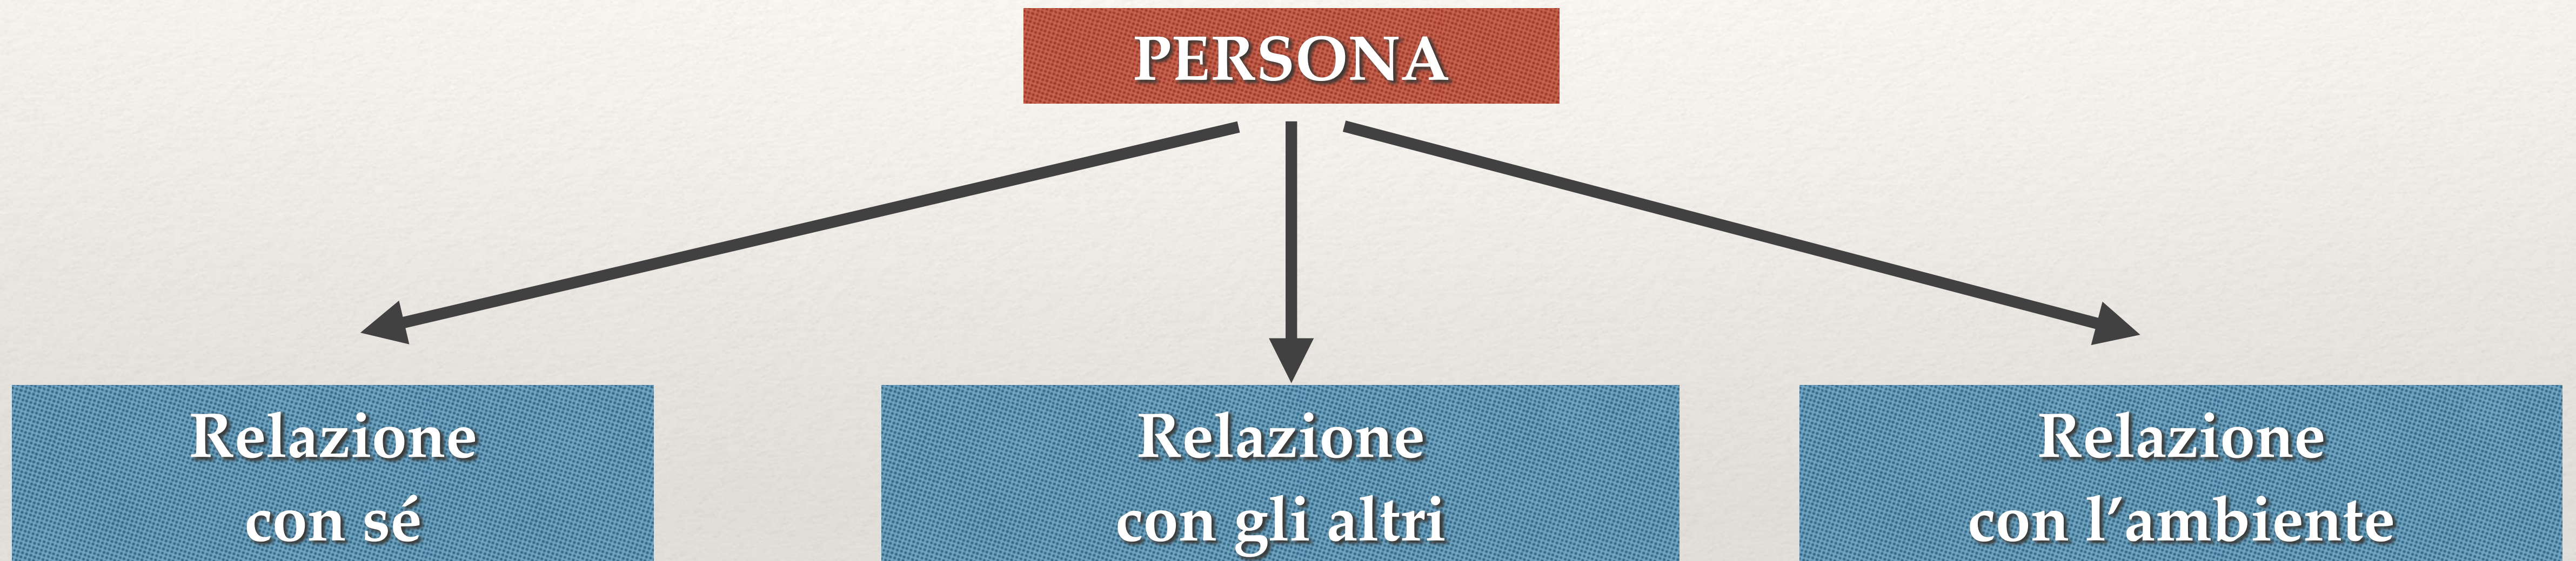 PERSONA
Relazione
con sé
Relazione
con gli altri
Relazione
con l’ambiente